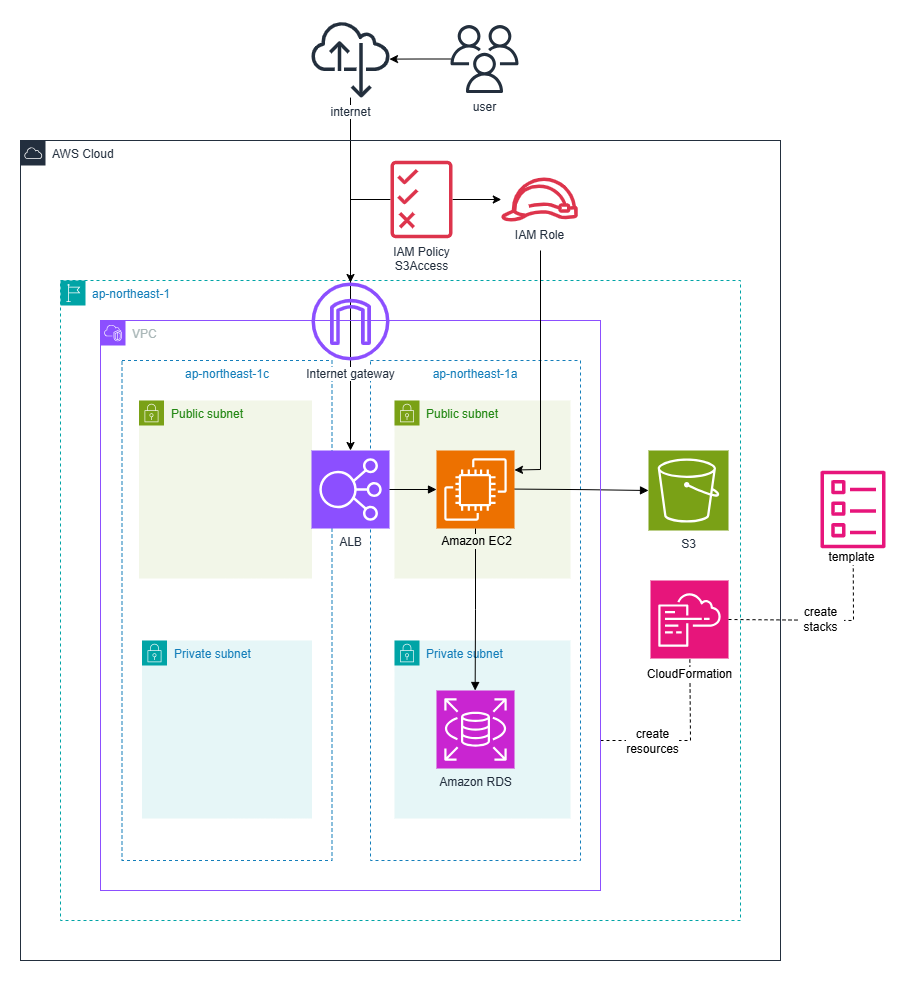 internet
user
AWS Cloud
IAM Policy
S3Access
IAM Role
ap-northeast-1
VPC
ap-northeast-1c
Internet gateway
ap-northeast-1a
Public subnet
Public subnet
ALB
Amazon EC2
S3
template
create
stacks
Private subnet
Private subnet
CloudFormation
create
resources
Amazon RDS